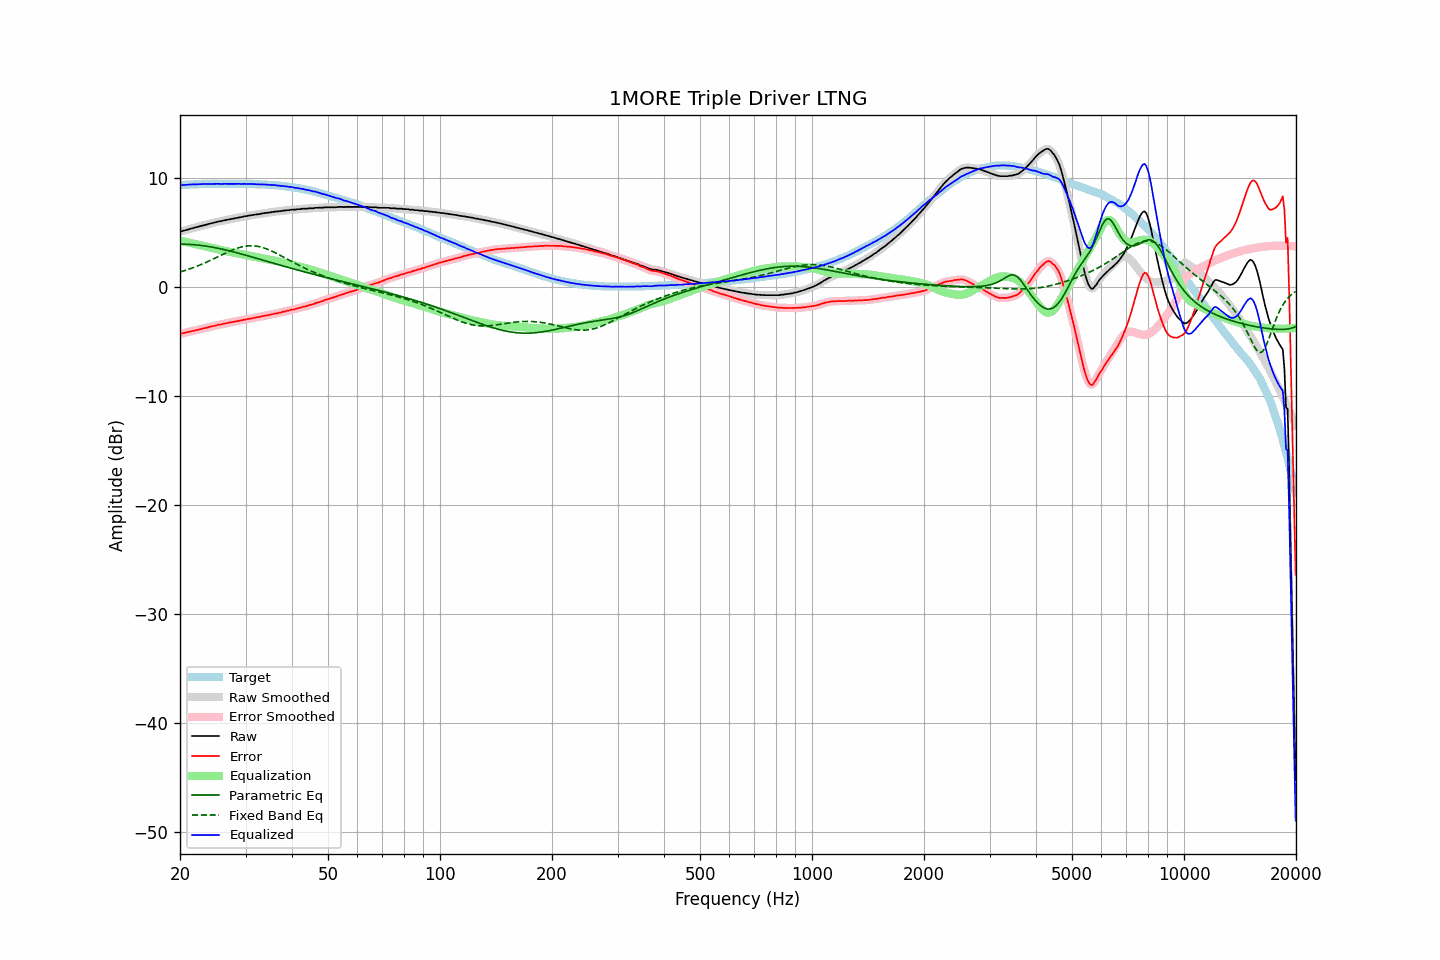 1MORE Triple Driver LTNG
10
0
−10
−20
−30
−40
−50
Amplitude (dBr)
Target
Raw Smoothed
Error Smoothed
Raw
Error
Equalization
Parametric Eq
Fixed Band Eq
Equalized
20 50 100 200 500 1000 2000 5000 10000 20000
Frequency (Hz)